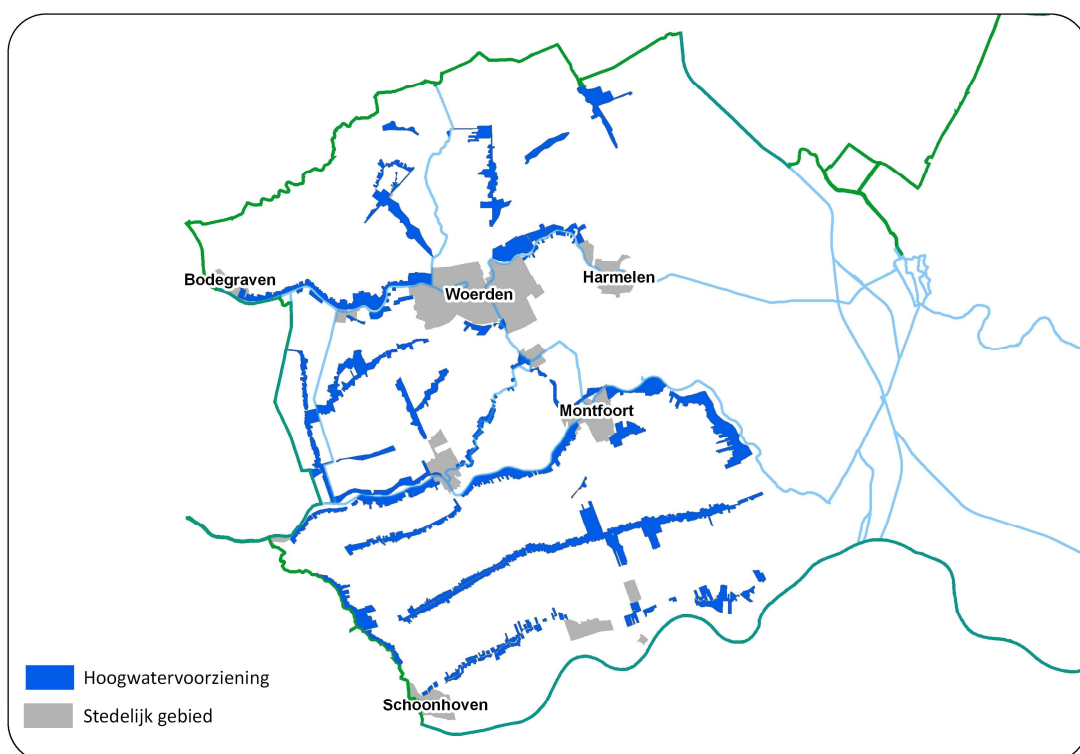 Bodegraven
Woerden
Harmelen
Montfoort
Hoogwatervoorziening
Schoonhoven
Stedelijk gebied